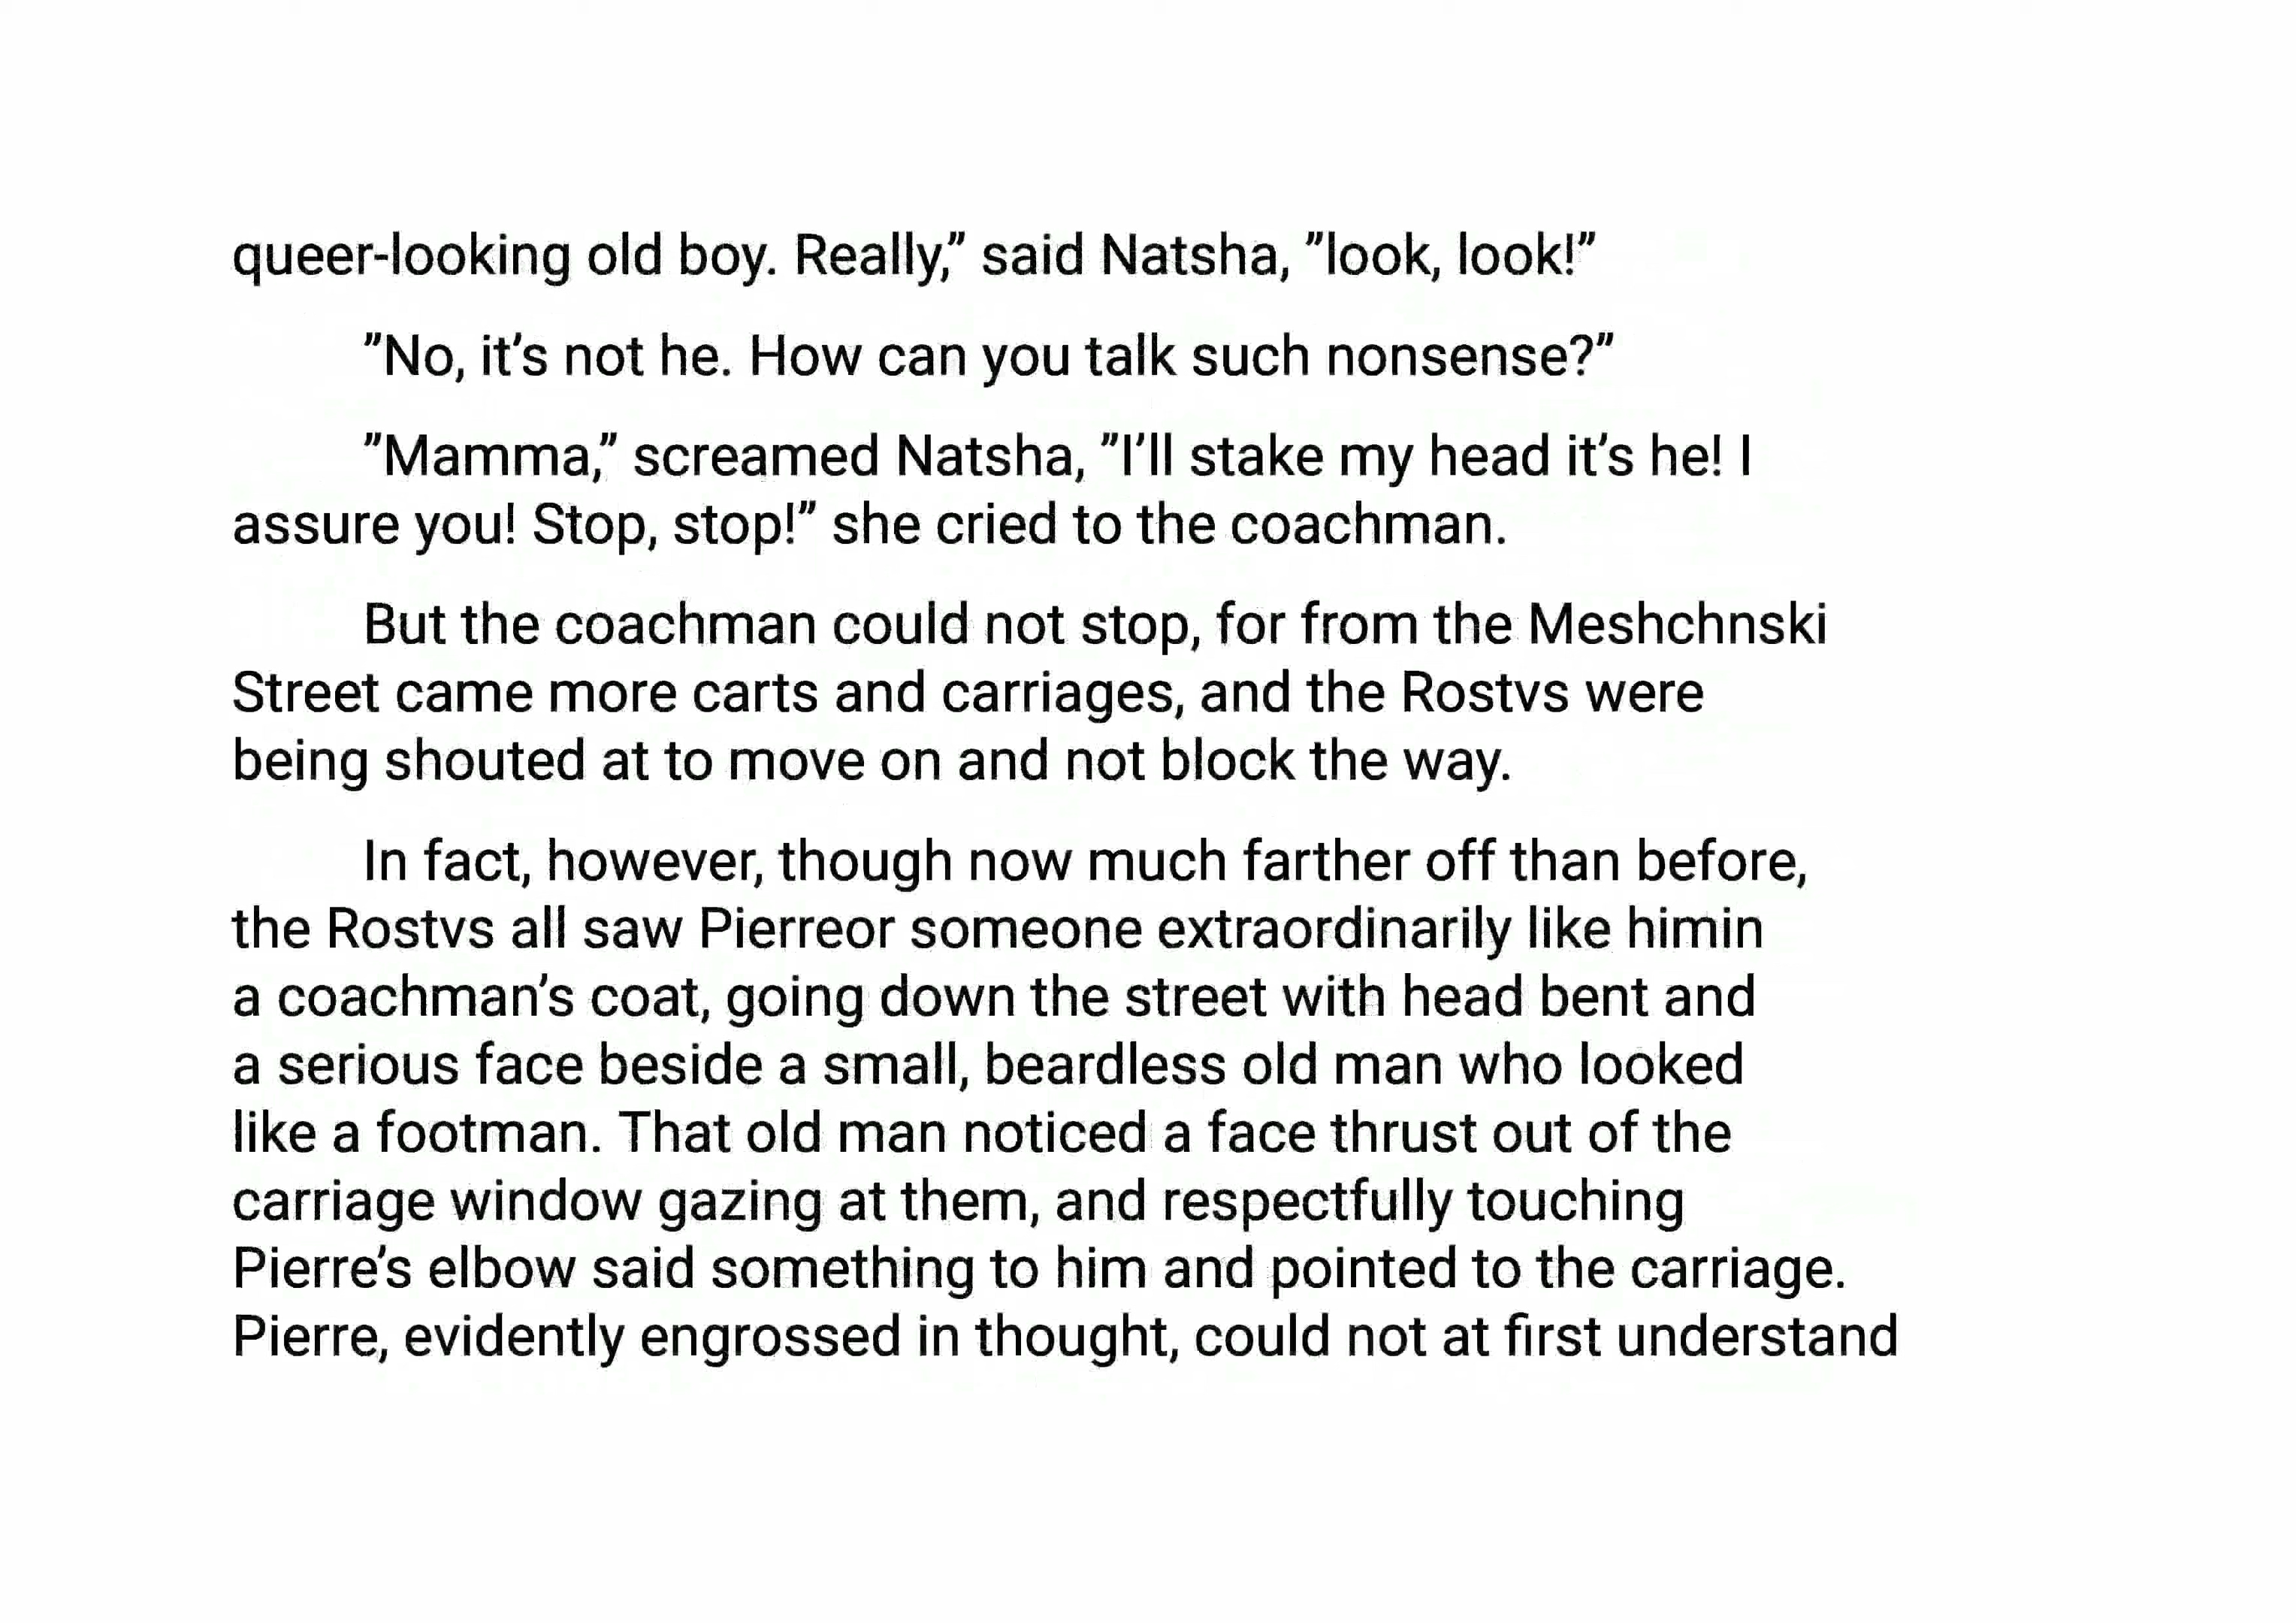 queer-looking old boy. Really,” said Natsha, ”look, look!”
”No, it’s not he. How can you talk such nonsense?”
”Mamma,” screamed Natsha, ”I’ll stake my head it’s he! I
assure you! Stop, stop!” she cried to the coachman.
But the coachman could not stop, for from the Meshchnski
Street came more carts and carriages, and the Rostvs were
being shouted at to move on and not block the way.
In fact, however, though now much farther off than before,
the Rostvs all saw Pierreor someone extraordinarily like himin
a coachman’s coat, going down the street with head bent and
a serious face beside a small, beardless old man who looked
like a footman. That old man noticed a face thrust out of the
carriage window gazing at them, and respectfully touching
Pierre’s elbow said something to him and pointed to the carriage.
Pierre, evidently engrossed in thought, could not at first understand